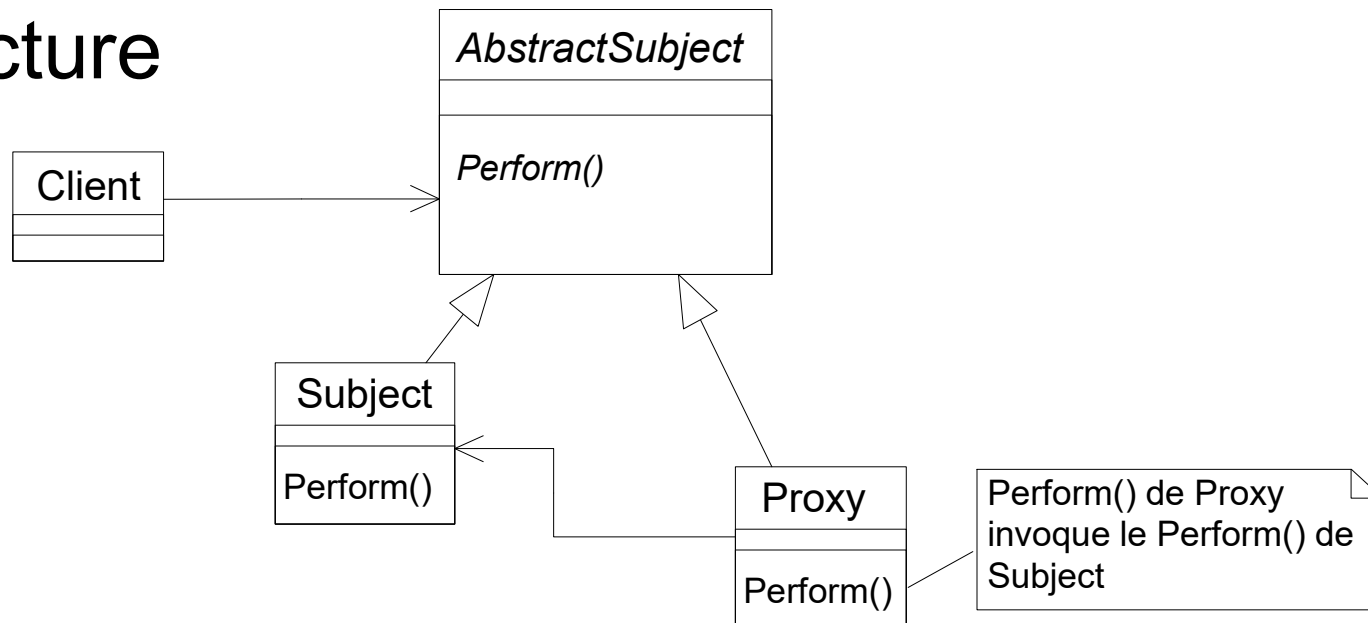 cture
AbstractSubject
Perform()
Client
Subject
Perform()
Proxy
Perform()
Perform() de Proxy
invoque le Perform() de
Subject